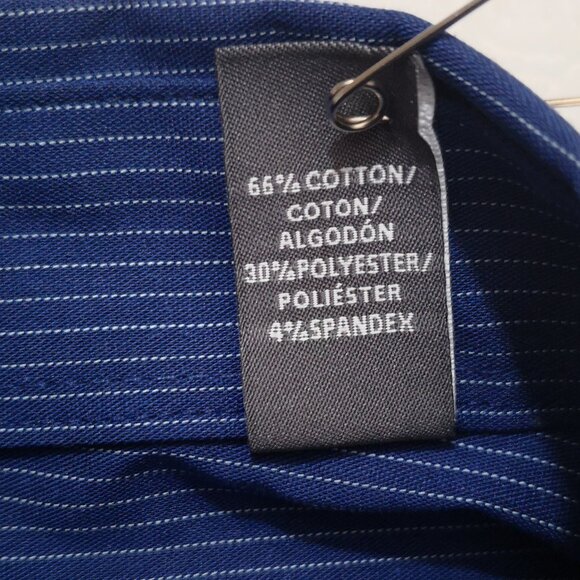 66% COTTON/
COTON/
ALGODÓN
30%POLYESTER/
POLIÉSTER
4%SPANDEX